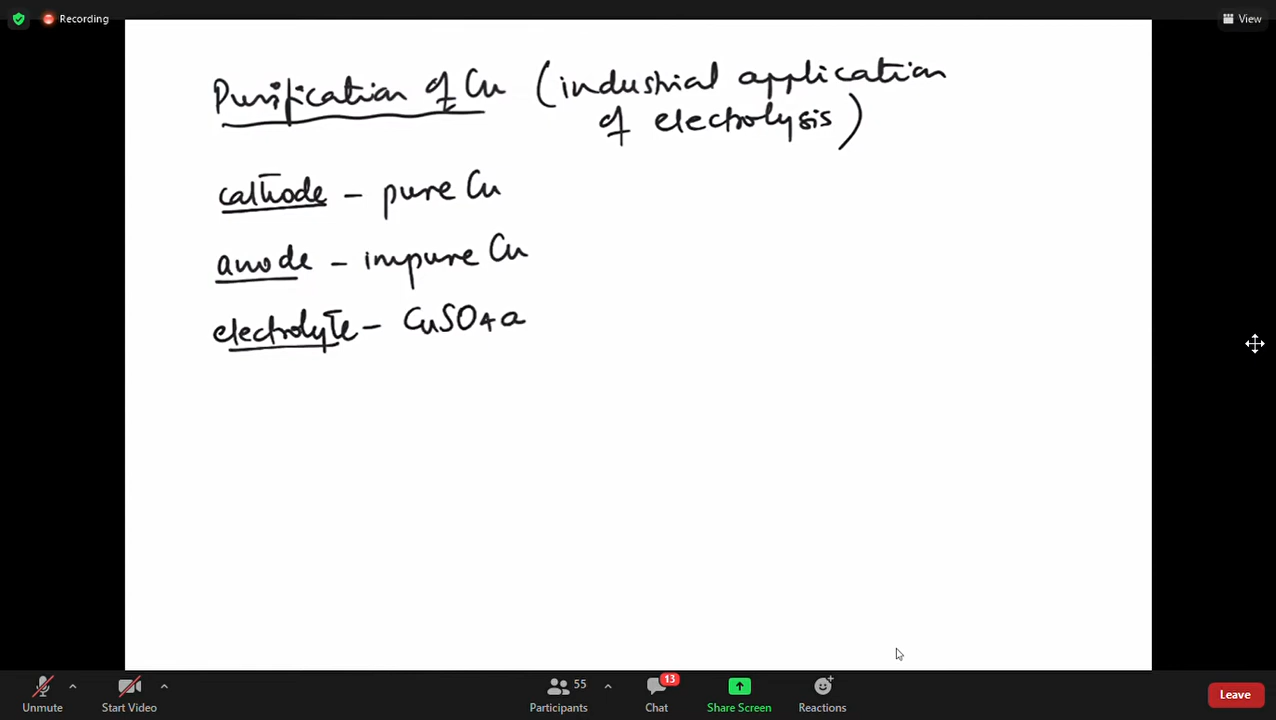 Recording
View
Purification of Cu (industrial application
of electrolysis)
cathode – pure Cu
anode – impure Cu
electrolyte – CuSO4 a
13
55
Unmute
Start Video
Participants
Chat
Share Screen
Reactions
Leave